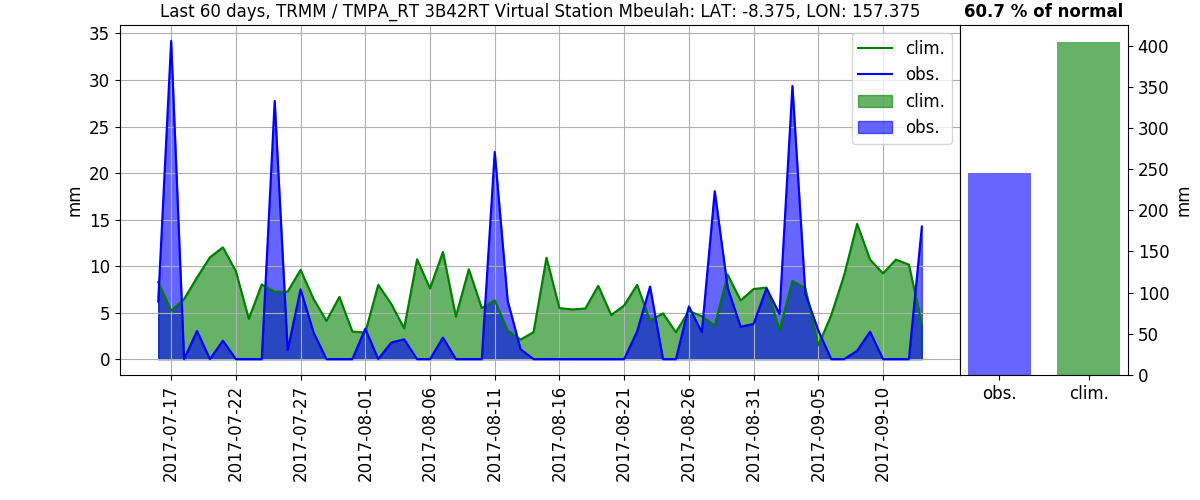 Last 60 days, TRMM / TMPA_RT 3B42RT Virtual Station Mbeulah: LAT: -8.375, LON: 157.375
60.7 % of normal
35
30
25
20
15
10
5
0
mm
clim.
obs.
clim.
obs.
2017-07-17
2017-07-22
2017-07-27
2017-08-01
2017-08-06
2017-08-11
2017-08-16
2017-08-21
2017-08-26
2017-08-31
2017-09-05
2017-09-10
400
350
300
250
200
150
100
50
0
mm
obs.
clim.